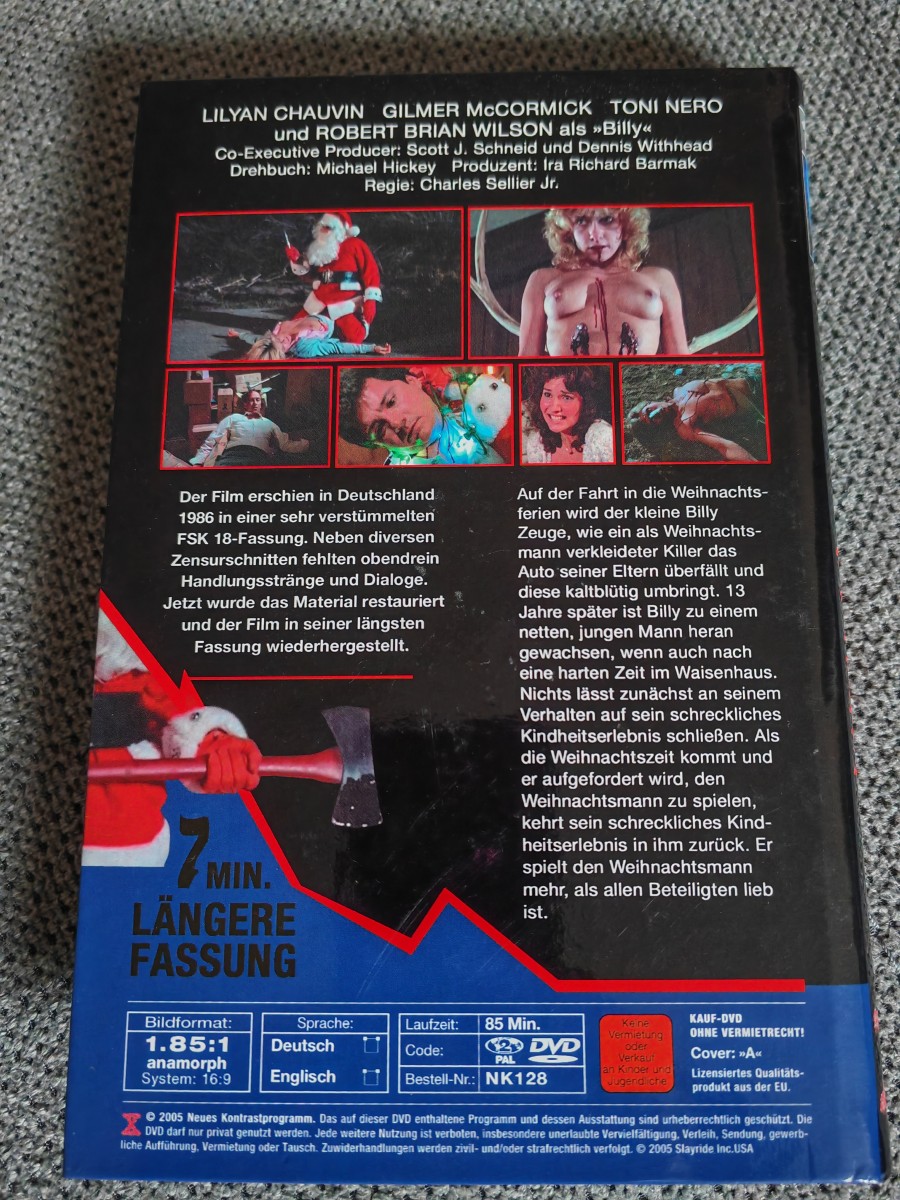 LILYAN CHAUVIN GILMER McCORMICK TONI NERO
und ROBERT BRIAN WILSON als »Billy«
Co-Executive Producer: Scott J. Schneid und Dennis Withhead
Drehbuch: Michael Hickey Produzent: Ira Richard Barmak
Regie: Charles Sellier Jr.
Der Film erschien in Deutschland
1986 in einer sehr verstümmelten
FSK 18-Fassung. Neben diversen
Zensurschnitten fehlten obendrein
Handlungsstränge und Dialoge.
Jetzt wurde das Material restauriert
und der Film in seiner längsten
Fassung wiederhergestellt.
Auf der Fahrt in die Weihnachts-
ferien wird der kleine Billy
Zeuge, wie ein als Weihnachts-
mann verkleideter Killer das
Auto seiner Eltern überfällt und
diese kaltblütig umbringt. 13
Jahre später ist Billy zu einem
netten, jungen Mann heran
gewachsen, wenn auch nach
eine harten Zeit im Waisenhaus.
Nichts lässt zunächst an seinem
Verhalten auf sein schreckliches
Kindheitserlebnis schließen. Als
die Weihnachtszeit kommt und
er aufgefordert wird, den
Weihnachtsmann zu spielen,
kehrt sein schreckliches Kind-
heitserlebnis in ihm zurück. Er
spielt den Weihnachtsmann
mehr, als allen Beteiligten lieb
ist.
7 MIN.
LÄNGERE
FASSUNG
Bildformat:
1.85:1
anamorph
System: 16:9
Sprache:
Deutsch
Englisch
Laufzeit: 85 Min.
Code: 2 PAL DVD
Bestell-Nr.: NK128
Keine
Vermietung
oder
Verkauf
an Kinder und
Jugendliche
KAUF-DVD
OHNE VERMIETRECHT!
Cover: »A«
Lizensiertes Qualitäts-
produkt aus der EU.
© 2005 Neues Kontrastprogramm. Das auf dieser DVD enthaltene Programm und dessen Ausstattung sind urheberrechtlich geschützt. Die
DVD darf nur privat genutzt werden. Jede weitere Nutzung ist verboten, insbesondere unerlaubte Vervielfältigung, Verleih, Sendung, gewerb-
liche Aufführung, Vermietung oder Tausch. Zuwiderhandlungen werden zivil- und/oder strafrechtlich verfolgt. © 2005 Slayride Inc.USA